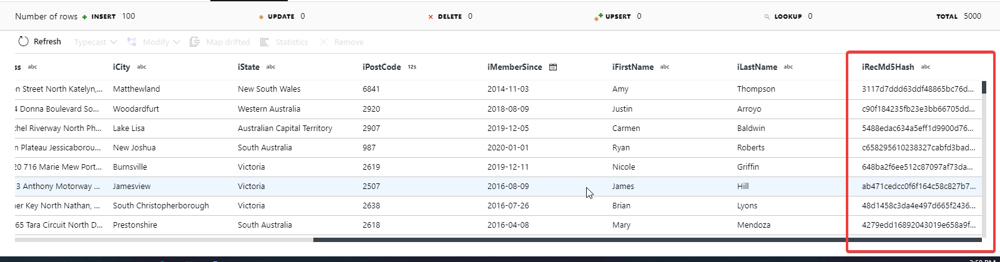 Number of rows INSERT 100 UPDATE 0 DELETE 0 UPSERT 0 LOOKUP 0 TOTAL 5000
Refresh Typecast Modify Map drifted Statistics Remove
ss abc iCity abc iState abc iPostCode 12s iMemberSince iFirstName abc iLastName abc iRecMd5Hash abc
n Street North Katelyn,... Matthewland New South Wales 6841 2014-11-03 Amy Thompson 3117d7ddd63ddf48865bc76d...
4 Donna Boulevard So... Woodardfurt Western Australia 2920 2018-08-09 Justin Arroyo c90f184235fb23e3bb66705dd...
chel Riverway North Ph... Lake Lisa Australian Capital Territory 2907 2019-12-05 Carmen Baldwin 5488edac634a5eff1d9900d76...
n Plateau Jessicaborou... New Joshua South Australia 987 2020-01-01 Ryan Roberts c658295610238327cabfd3bad...
20 716 Marie Mew Port... Burnsville Victoria 2619 2019-12-11 Nicole Griffin 648ba2f6ee512c87097af73da...
3 Anthony Motorway ... Jamesview Victoria 2507 2016-08-09 James Hill ab471cedcc0f6f164c58c827b7...
ner Key North Nathan, ... South Christopherborough Victoria 2638 2016-07-26 Brian Lyons 48d1458c3da4e497d665f2436...
65 Tara Circuit North D... Prestonshire South Australia 2618 2016-04-08 Mary Mendoza 4279edd16892043019e658a9f...